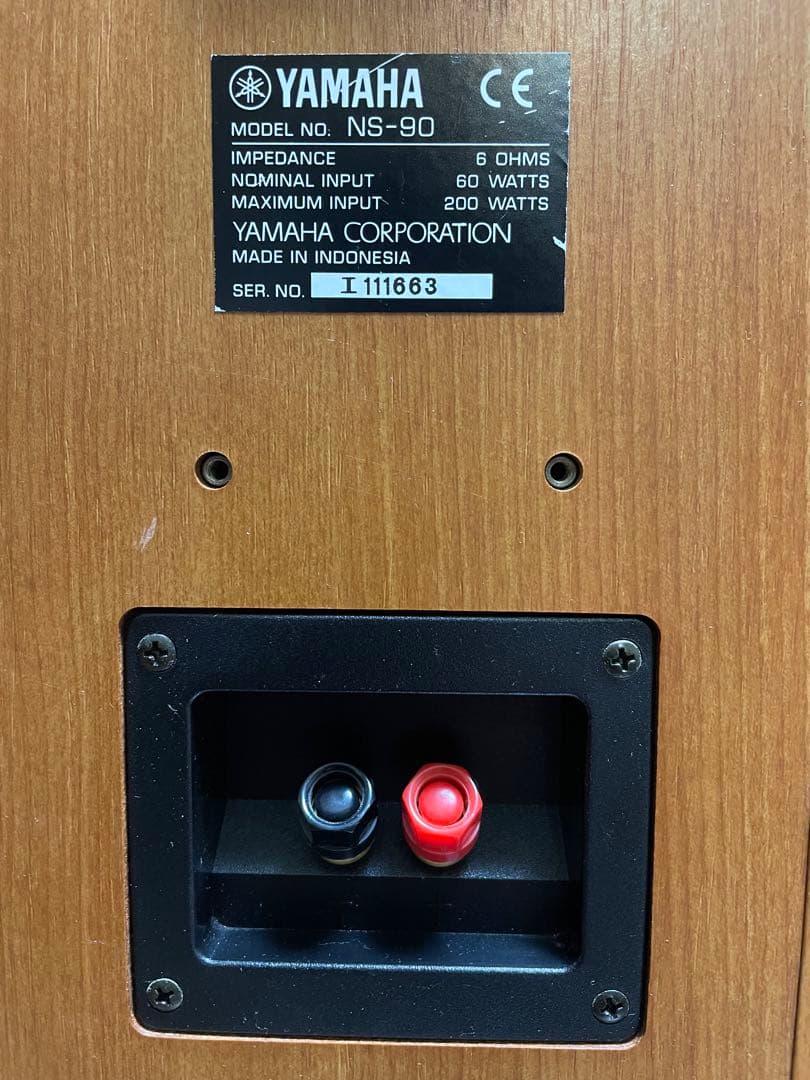 YAMAHA CE
MODEL NO. NS-90
IMPEDANCE 6 OHMS
NOMINAL INPUT 60 WATTS
MAXIMUM INPUT 200 WATTS
YAMAHA CORPORATION
MADE IN INDONESIA
SER. NO. I 111663